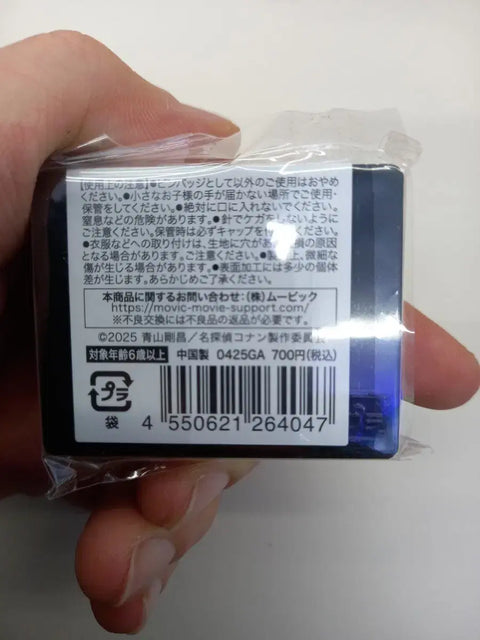 【使用上の注意】●ピンバッジとして以外のご使用はおやめ
ください。●小さなお子様の手が届かない場所でご使用・
保管をしてください。●絶対に口に入れないでください。
窒息などの危険があります。●針でケガをしないように
ご注意ください。保管時は必ずキャップを
●衣服などへの取り付けは、生地に穴が 損の原因
となる場合があります。ご注意ください。●製 上、微細な
傷が生じる場合があります。●表面加工には多少の個体
差が生じます。あらかじめご了承ください。
本商品に関するお問い合わせ:(株)ムービック
https://movic-movie-support.com/
※不良交換には不良品の返品が必要です。
©2025 青山剛昌/名探偵コナン製作委員会
対象年齢6歳以上 中国製 0425GA 700円(税込)
プラ
袋
4 550621 264047